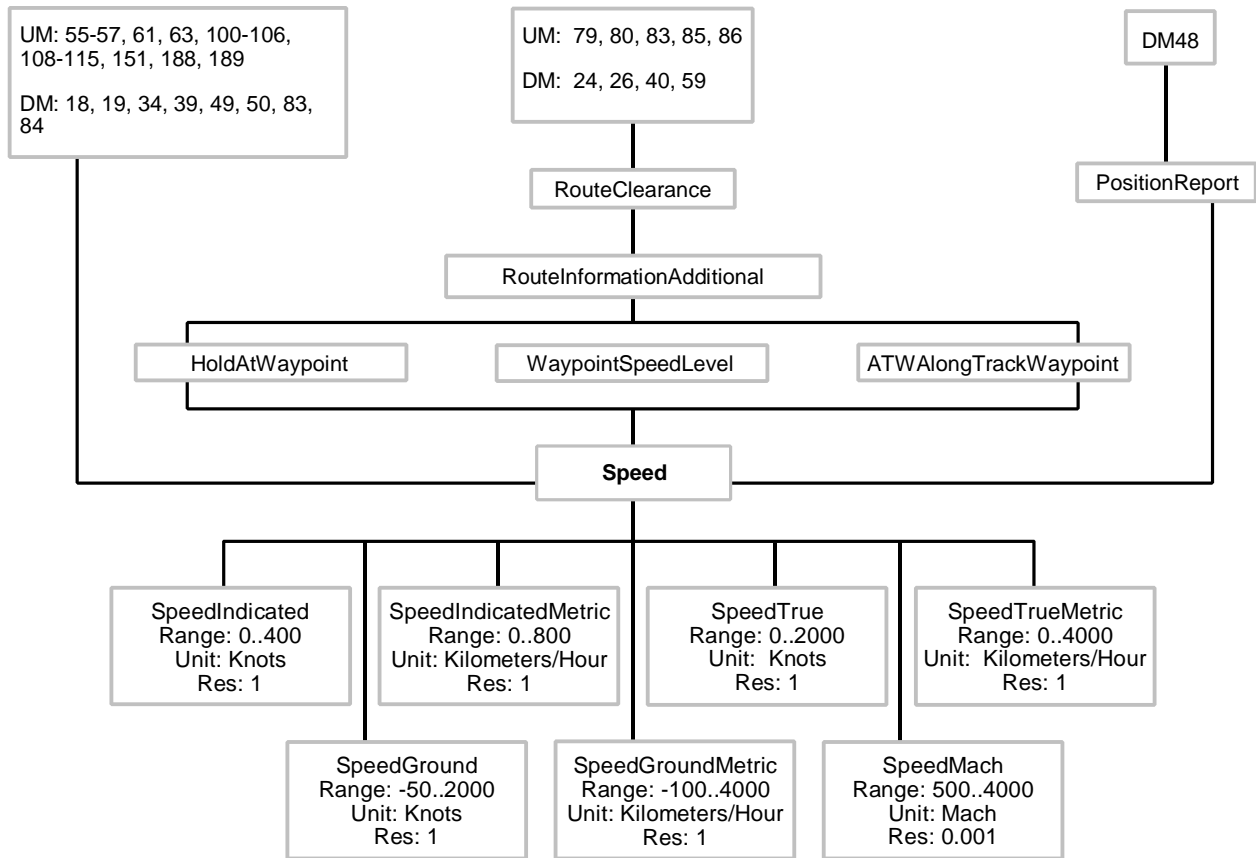 UM: 55-57, 61, 63, 100-106,
108-115, 151, 188, 189
DM: 18, 19, 34, 39, 49, 50, 83,
84
UM: 79, 80, 83, 85, 86
DM: 24, 26, 40, 59
DM48
RouteClearance
PositionReport
RouteInformationAdditional
HoldAtWaypoint
WaypointSpeedLevel
ATWAlongTrackWaypoint
Speed
SpeedIndicated
Range: 0..400
Unit: Knots
Res: 1
SpeedIndicatedMetric
Range: 0..800
Unit: Kilometers/Hour
Res: 1
SpeedTrue
Range: 0..2000
Unit: Knots
Res: 1
SpeedTrueMetric
Range: 0..4000
Unit: Kilometers/Hour
Res: 1
SpeedGround
Range: -50..2000
Unit: Knots
Res: 1
SpeedGroundMetric
Range: -100..4000
Unit: Kilometers/Hour
Res: 1
SpeedMach
Range: 500..4000
Unit: Mach
Res: 0.001